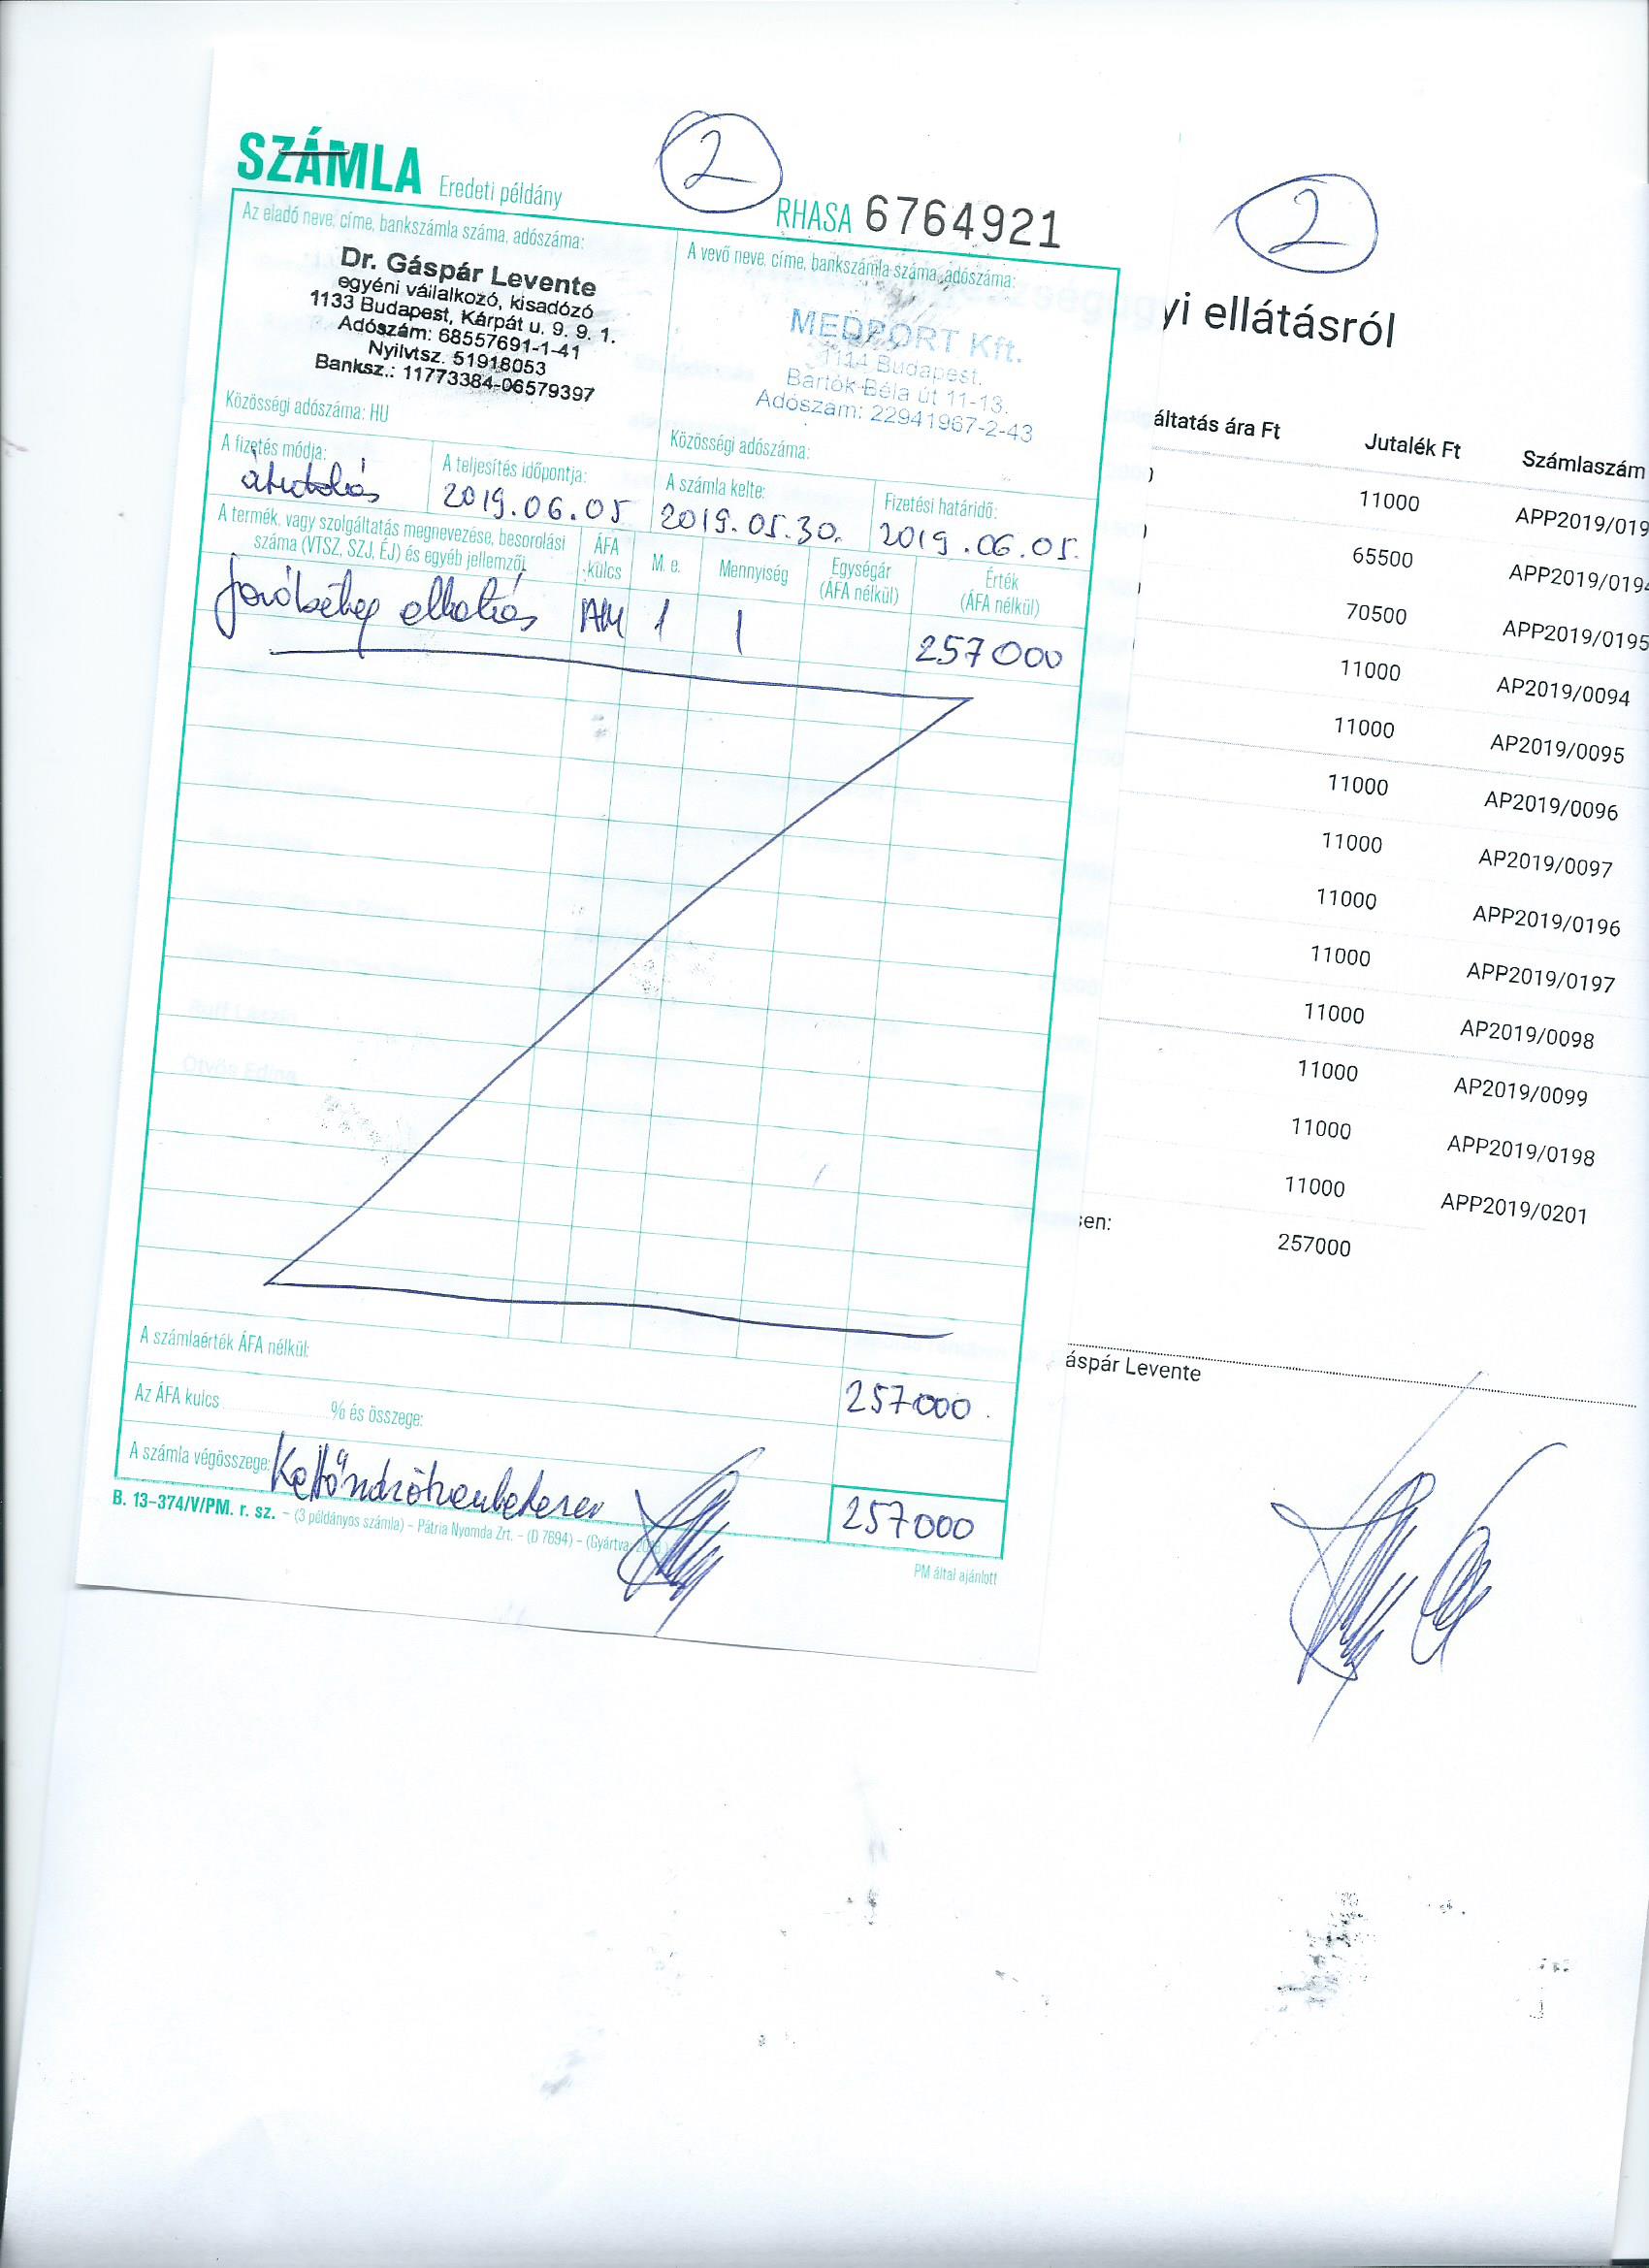 SZÁMLA Eredeti példány
2
RHASA 6764921
Az eladó neve, címe, bankszámla száma, adószáma:
Dr. Gáspár Levente
egyéni vállalkozó, kisadózó
1133 Budapest, Kárpát u. 9. 9. 1.
Adószám: 68557691-1-41
Nyilvtsz. 51918053
Banksz.: 11773384-06579397
Közösségi adószáma: HU
A vevő neve, címe, bankszámla száma, adószáma:
MEDPORT Kft.
1114 Budapest.
Bartók Béla út 11-13.
Adószám: 22941967-2-43
Közösségi adószáma:
A fizetés módja:
átutalás
A teljesítés időpontja:
2019.06.05
A számla kelte:
2019.05.30.
Fizetési határidő:
2019.06.05.
A termék, vagy szolgáltatás megnevezése, besorolási
száma (VTSZ, SZJ, ÉJ) és egyéb jellemzői
ÁFA
kulcs
M. e.
Mennyiség
Egységár
(ÁFA nélkül)
Érték
(ÁFA nélkül)
járóbeteg ellátás AM 1 1 257000
A számlaérték ÁFA nélkül:
257000.
Az ÁFA kulcs % és összege:
A számla végösszege:
257000
B. 13-374/V/PM. r. sz. – (3 példányos számla) – Pátria Nyomda Zrt. – (D 7694) – (Gyártva:
PM által ajánlott
2
yi ellátásról
áltatás ára Ft Jutalék Ft Számlaszám
11000 APP2019/019
65500 APP2019/0194
70500 APP2019/0195
11000 AP2019/0094
11000 AP2019/0095
11000 AP2019/0096
11000 AP2019/0097
11000 APP2019/0196
11000 APP2019/0197
11000 AP2019/0098
11000 AP2019/0099
11000 APP2019/0198
11000 APP2019/0201
sen: 257000
áspár Levente